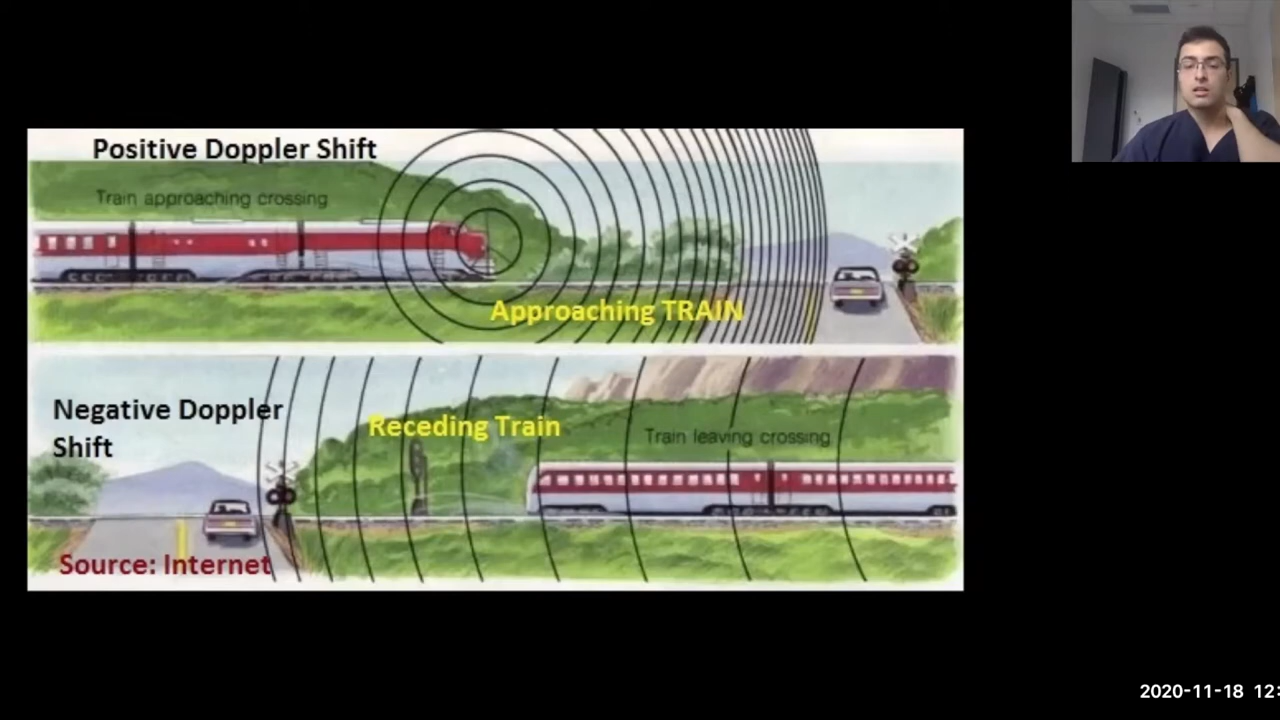 Positive Doppler Shift
Train approaching crossing
Approaching TRAIN
Negative Doppler
Shift
Receding Train
Train leaving crossing
Source: Internet
2020-11-18 12: